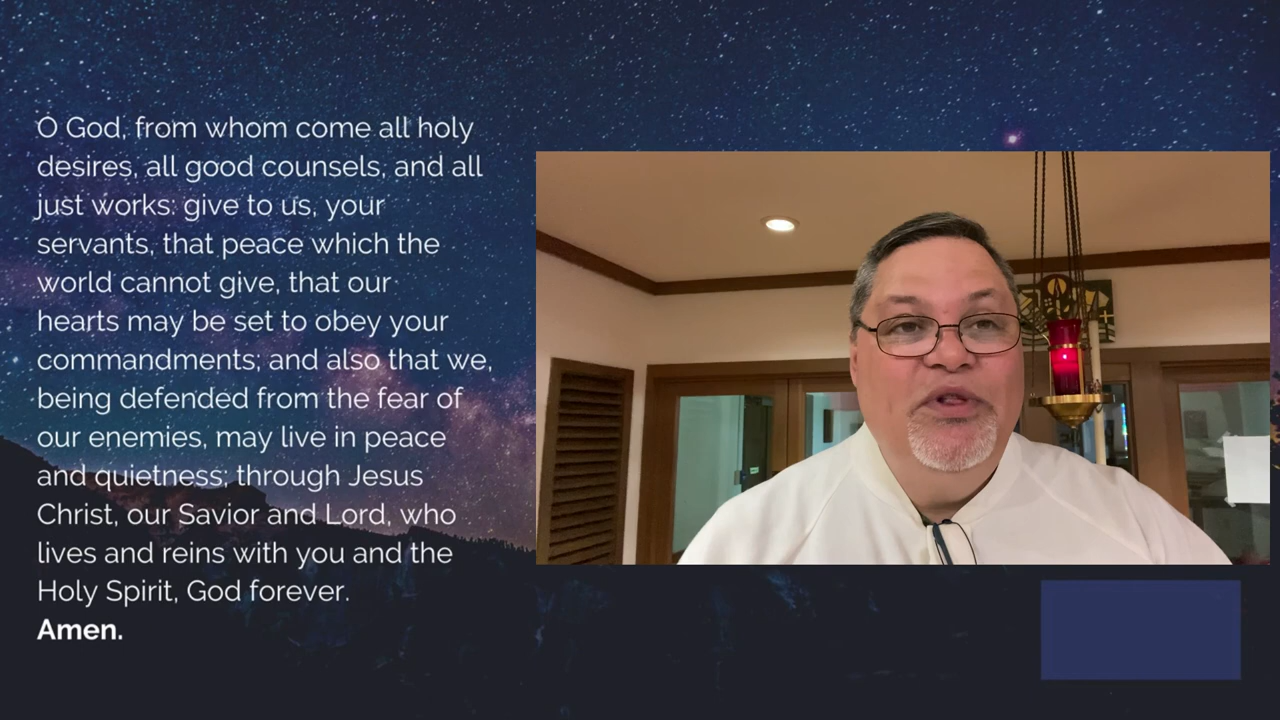 O God, from whom come all holy
desires, all good counsels, and all
just works: give to us, your
servants, that peace which the
world cannot give, that our
hearts may be set to obey your
commandments; and also that we,
being defended from the fear of
our enemies, may live in peace
and quietness; through Jesus
Christ, our Savior and Lord, who
lives and reins with you and the
Holy Spirit, God forever.
Amen.